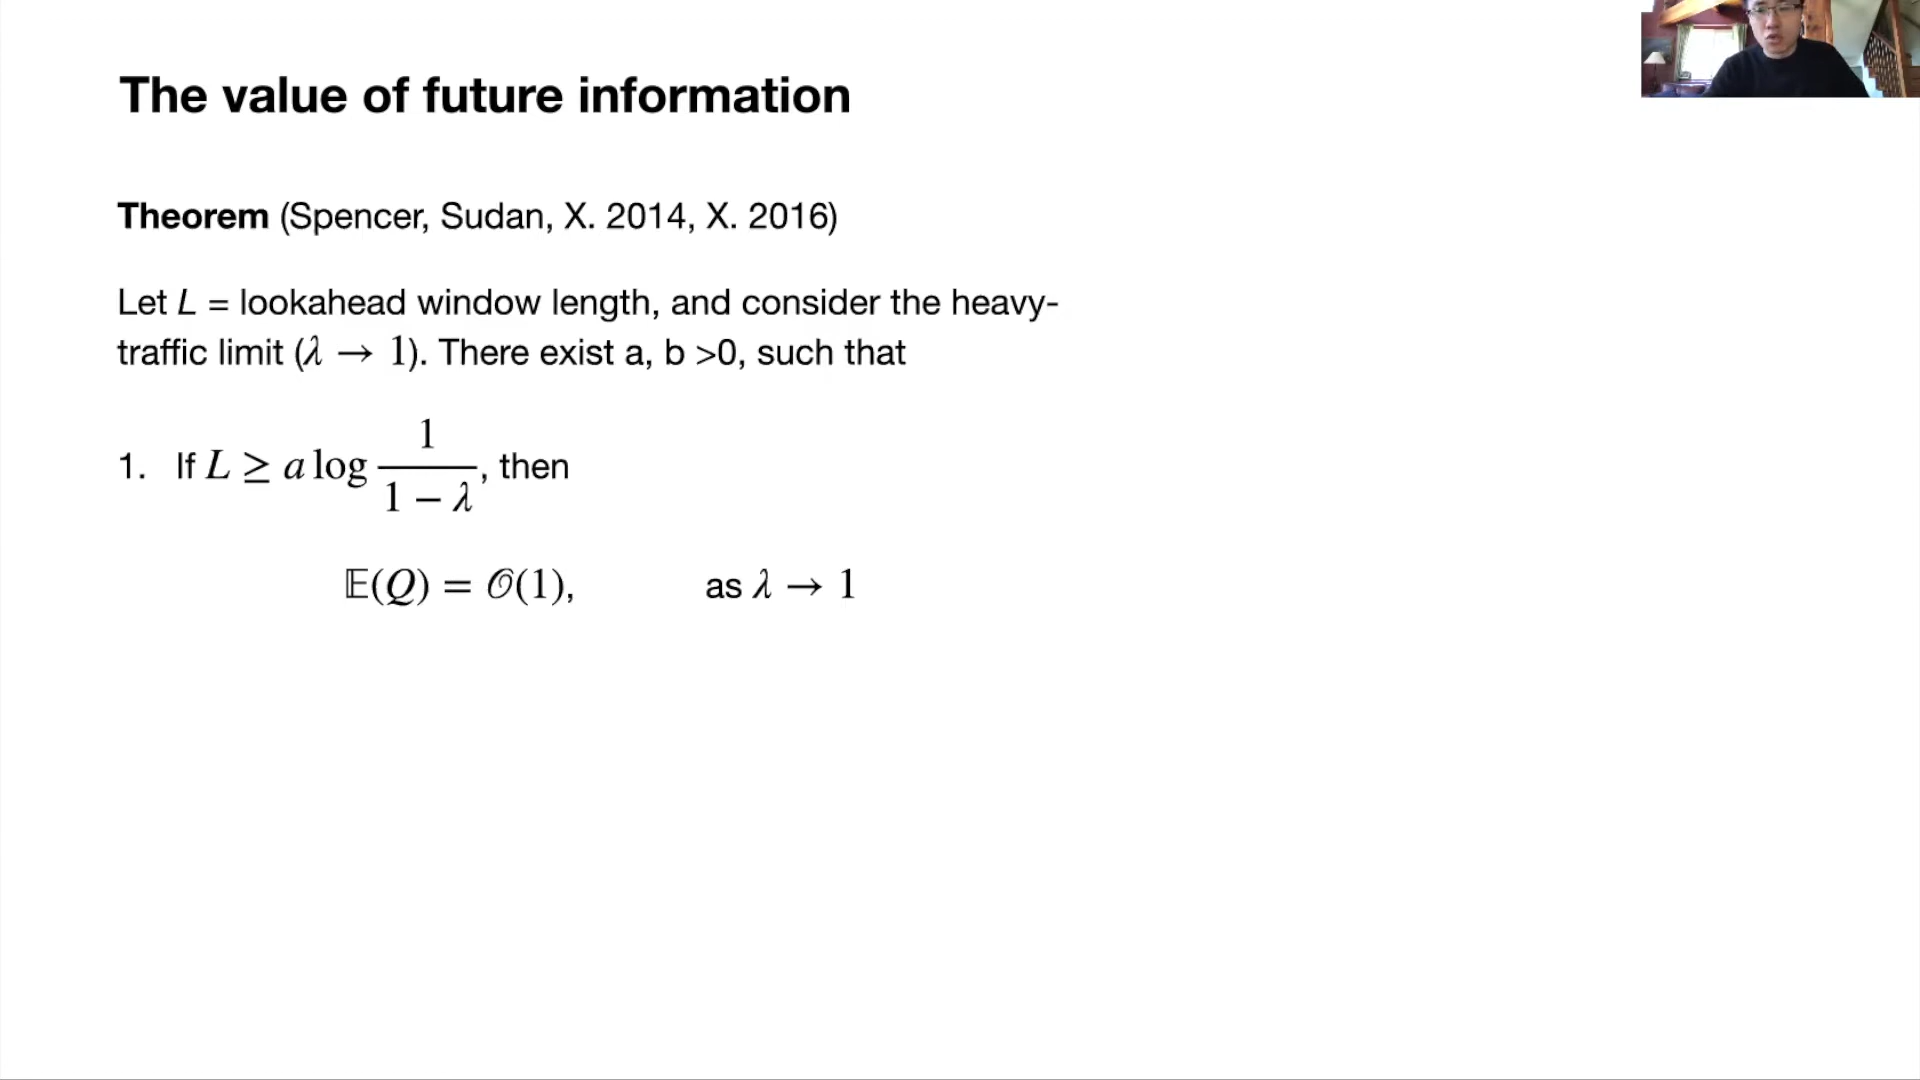 The value of future information
Theorem (Spencer, Sudan, X. 2014, X. 2016)
Let L = lookahead window length, and consider the heavy-
traffic limit (λ → 1). There exist a, b >0, such that
1. If L ≥ a log 1/(1 − λ), then
𝔼(Q) = 𝒪(1), as λ → 1